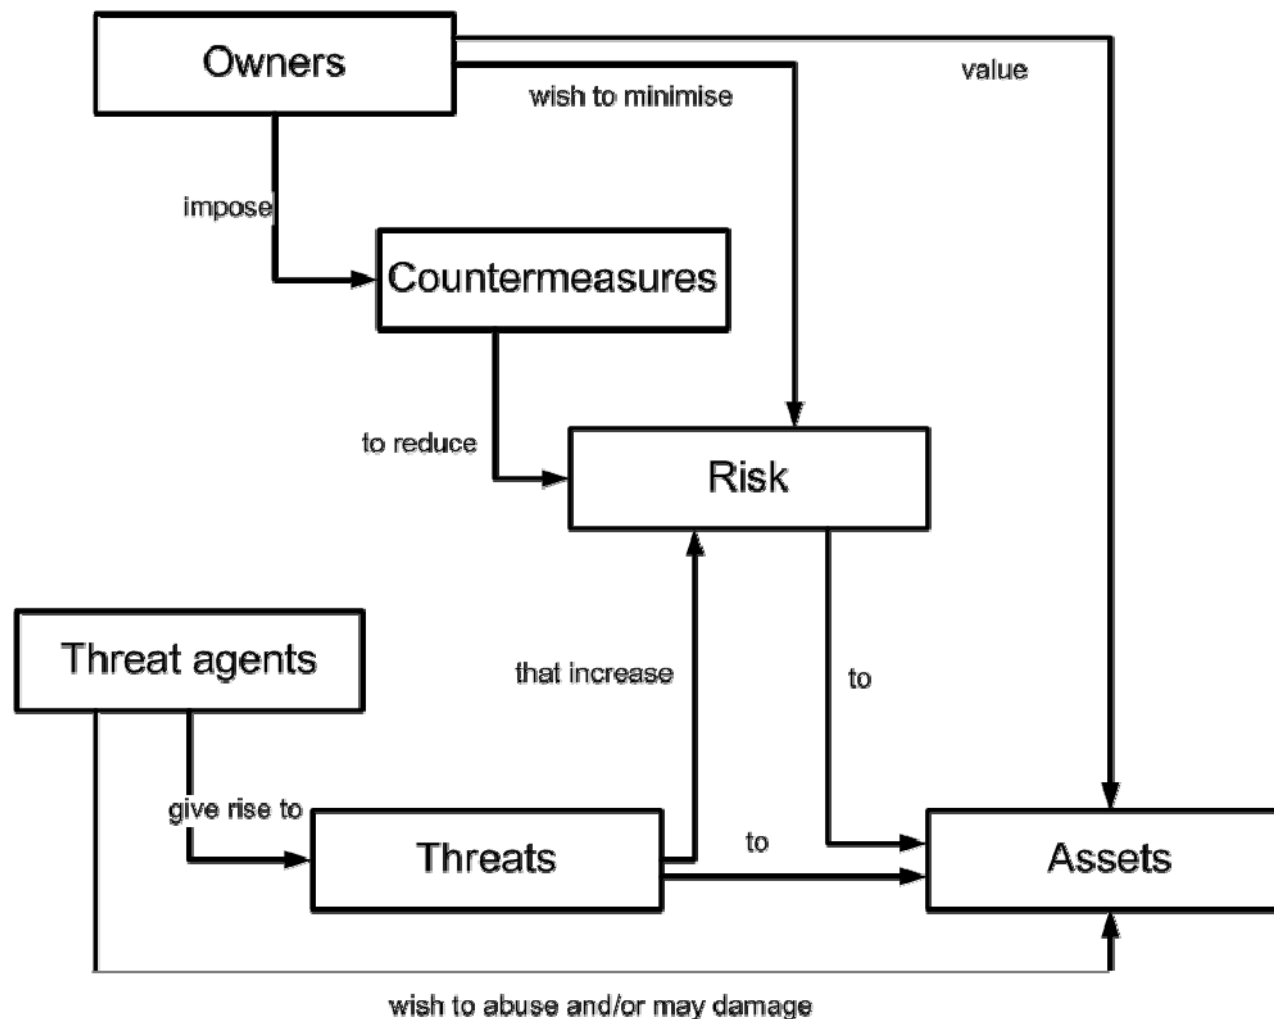 Owners
value
wish to minimise
impose
Countermeasures
to reduce
Risk
Threat agents
that increase
to
give rise to
to
Threats
Assets
wish to abuse and/or may damage